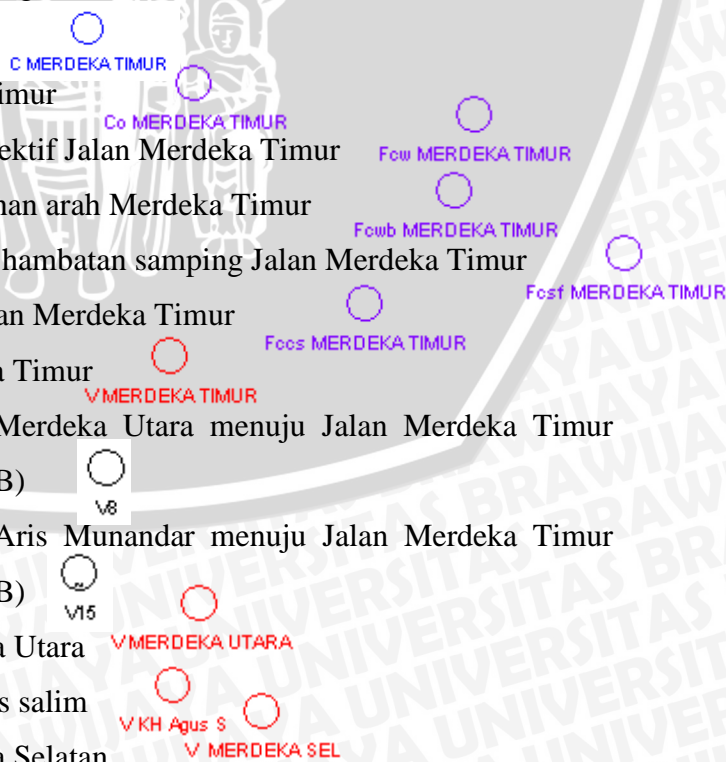 C MERDEKA TIMUR
imur
Co MERDEKA TIMUR
ektif Jalan Merdeka Timur
Fcw MERDEKA TIMUR
nan arah Merdeka Timur
Fcwb MERDEKA TIMUR
hambatan samping Jalan Merdeka Timur
Fcsf MERDEKA TIMUR
an Merdeka Timur
Fccs MERDEKA TIMUR
a Timur
V MERDEKA TIMUR
Merdeka Utara menuju Jalan Merdeka Timur
B)
V8
Aris Munandar menuju Jalan Merdeka Timur
B)
V15
a Utara
V MERDEKA UTARA
s salim
V KH Agus S
a Selatan
V MERDEKA SEL